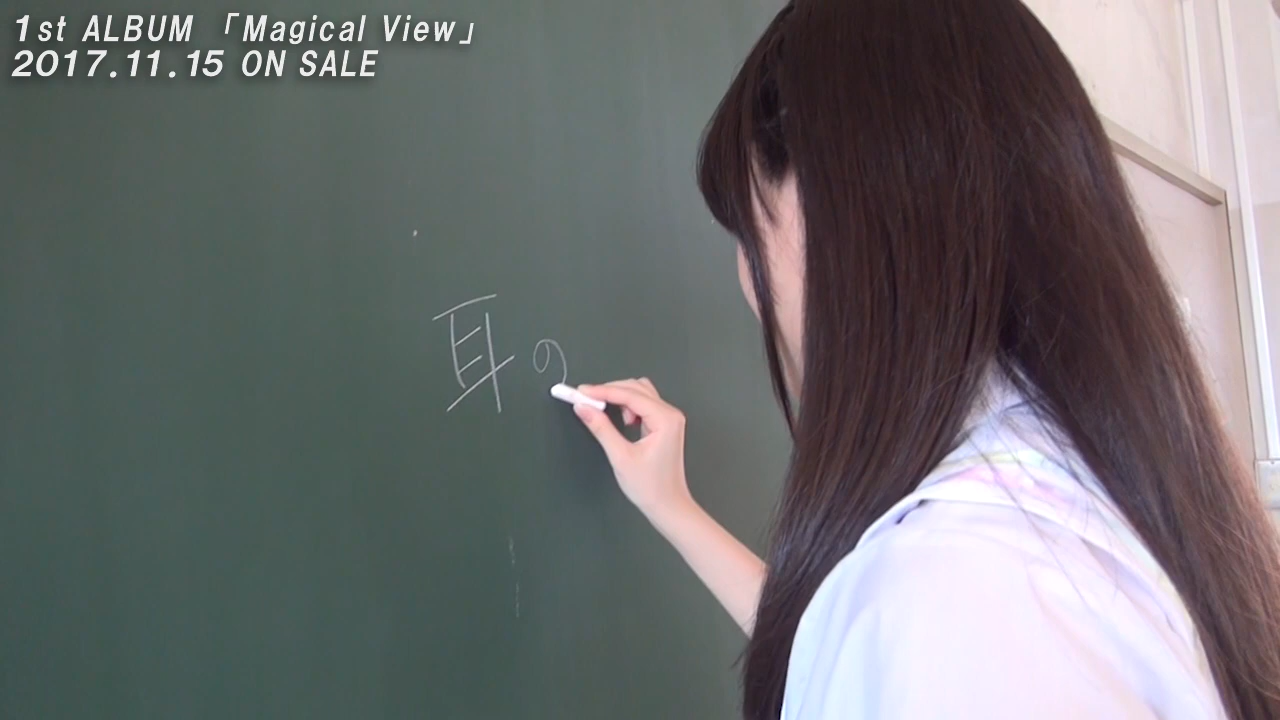 1st ALBUM 「Magical View」
2017.11.15 ON SALE
耳の